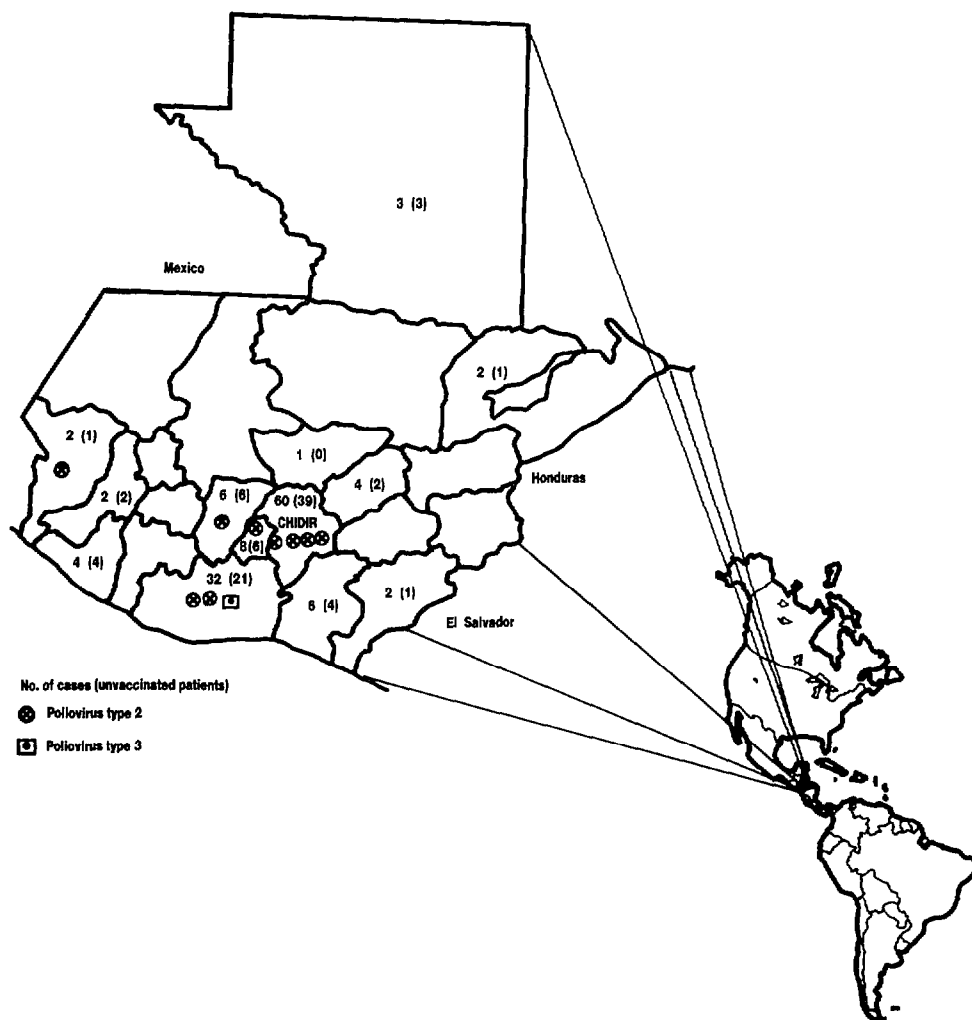 3 (3)
Mexico
2 (1)
2 (1)
1 (0)
Honduras
4 (2)
2 (2)
6 (6)
60 (39)
CHIDIR
8(6)
4 (4)
32 (21)
6 (4)
2 (1)
El Salvador
No. of cases (unvaccinated patients)
Poliovirus type 2
Poliovirus type 3